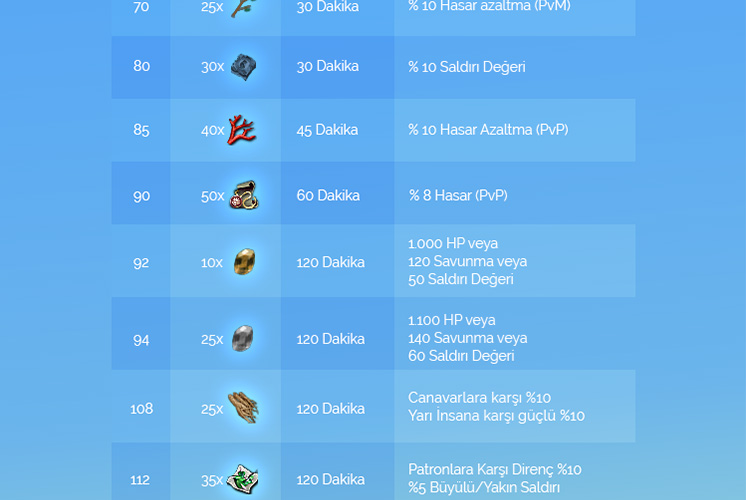 70 25x 30 Dakika % 10 Hasar azaltma (PvM)
80 30x 30 Dakika % 10 Saldırı Değeri
85 40x 45 Dakika % 10 Hasar Azaltma (PvP)
90 50x 60 Dakika % 8 Hasar (PvP)
92 10x 120 Dakika 1.000 HP veya
120 Savunma veya
50 Saldırı Değeri
94 25x 120 Dakika 1.100 HP veya
140 Savunma veya
60 Saldırı Değeri
108 25x 120 Dakika Canavarlara karşı %10
Yarı İnsana karşı güçlü %10
112 35x 120 Dakika Patronlara Karşı Direnç %10
%5 Büyülü/Yakın Saldırı